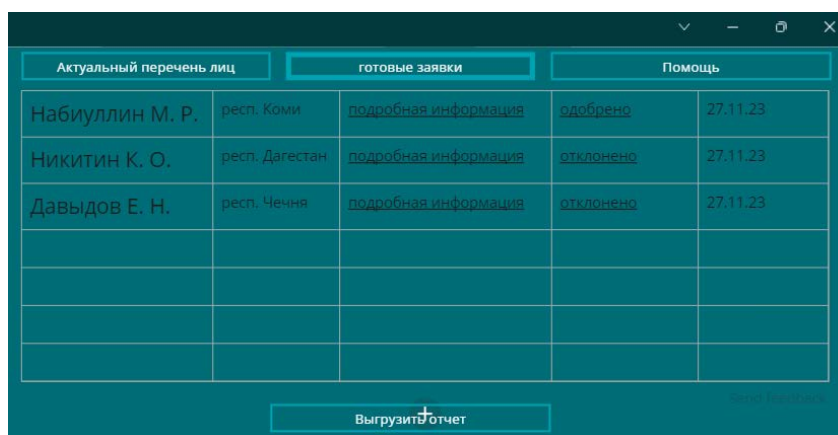 Актуальный перечень лиц готовые заявки Помощь
Набиуллин М. Р. респ. Коми подробная информация одобрено 27.11.23
Никитин К. О. респ. Дагестан подробная информация отклонено 27.11.23
Давыдов Е. Н. респ. Чечня подробная информация отклонено 27.11.23
Send feedback
Выгрузить отчет